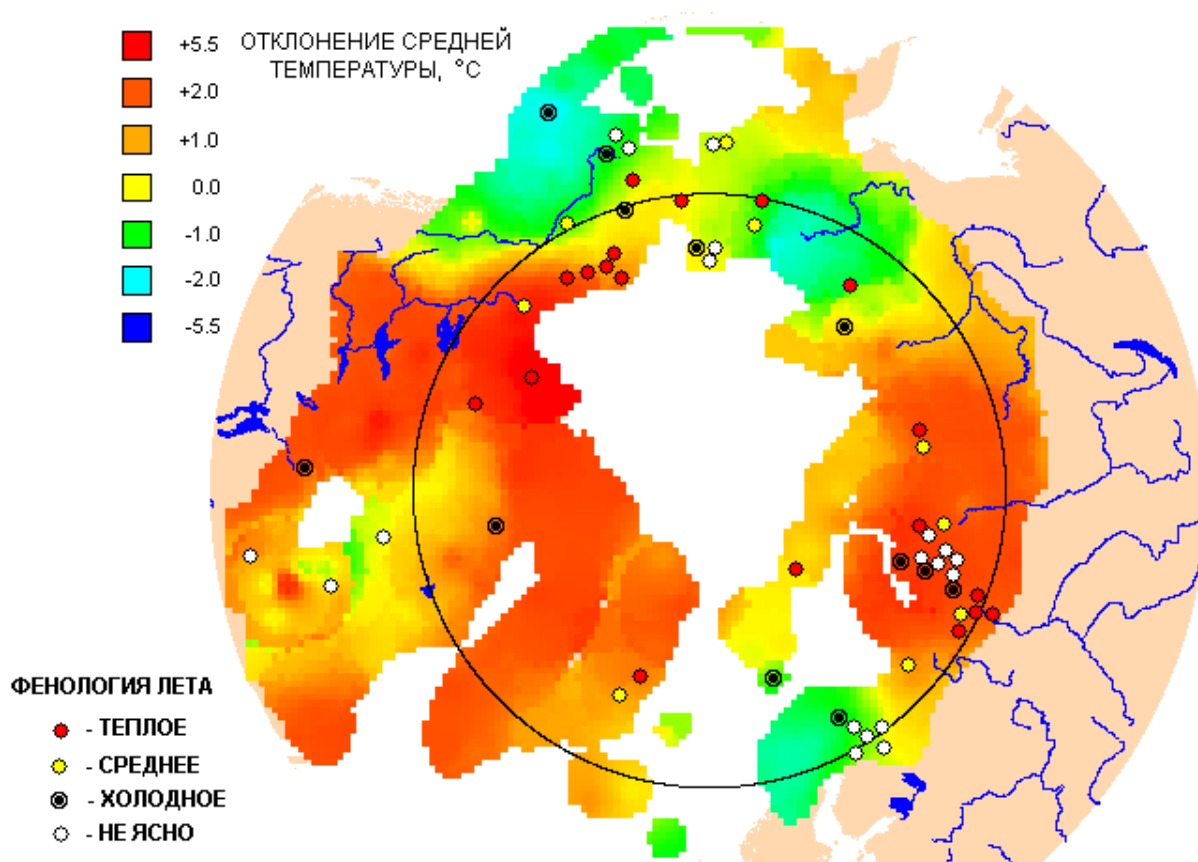 +5.5
ОТКЛОНЕНИЕ СРЕДНЕЙ
ТЕМПЕРАТУРЫ, °С
+2.0
+1.0
0.0
-1.0
-2.0
-5.5
ФЕНОЛОГИЯ ЛЕТА
- ТЕПЛОЕ
- СРЕДНЕЕ
- ХОЛОДНОЕ
- НЕ ЯСНО